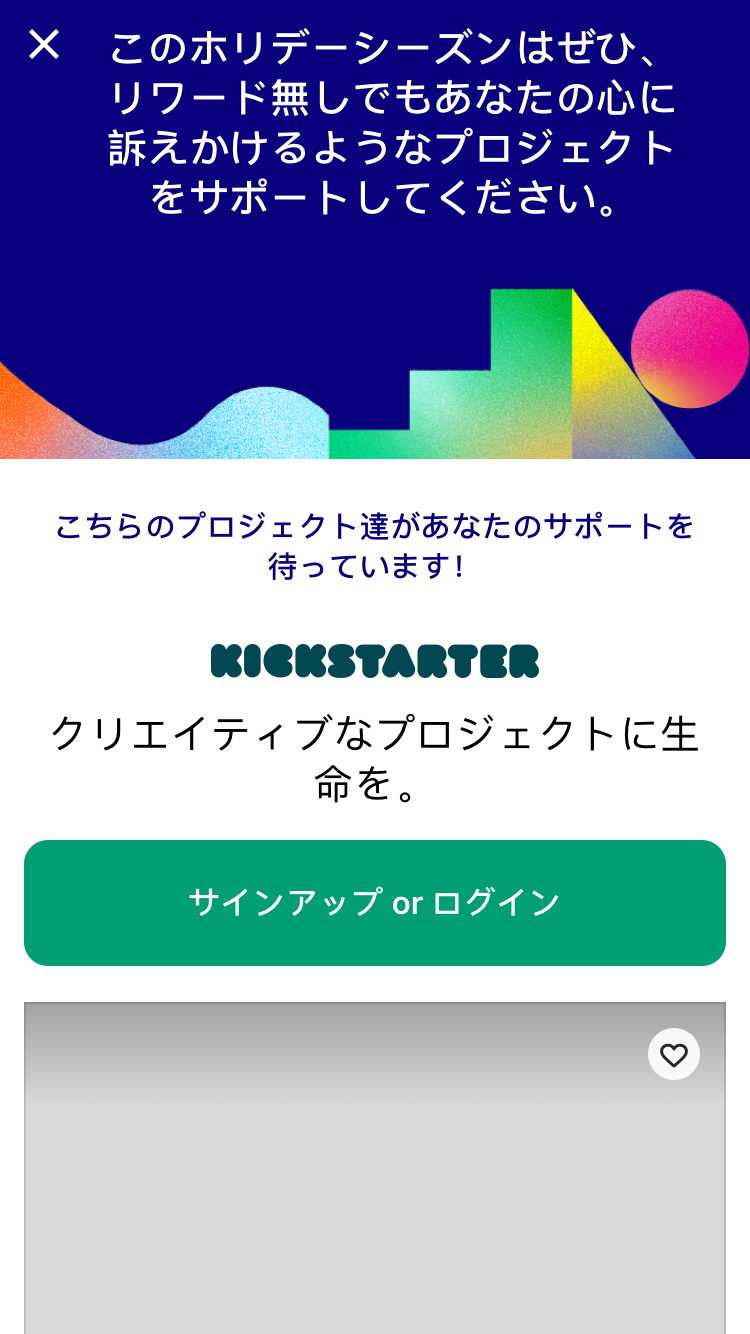 このホリデーシーズンはぜひ、
リワード無しでもあなたの心に
訴えかけるようなプロジェクト
をサポートしてください。
こちらのプロジェクト達があなたのサポートを
待っています!
KICKSTARTER
クリエイティブなプロジェクトに生
命を。
サインアップ or ログイン